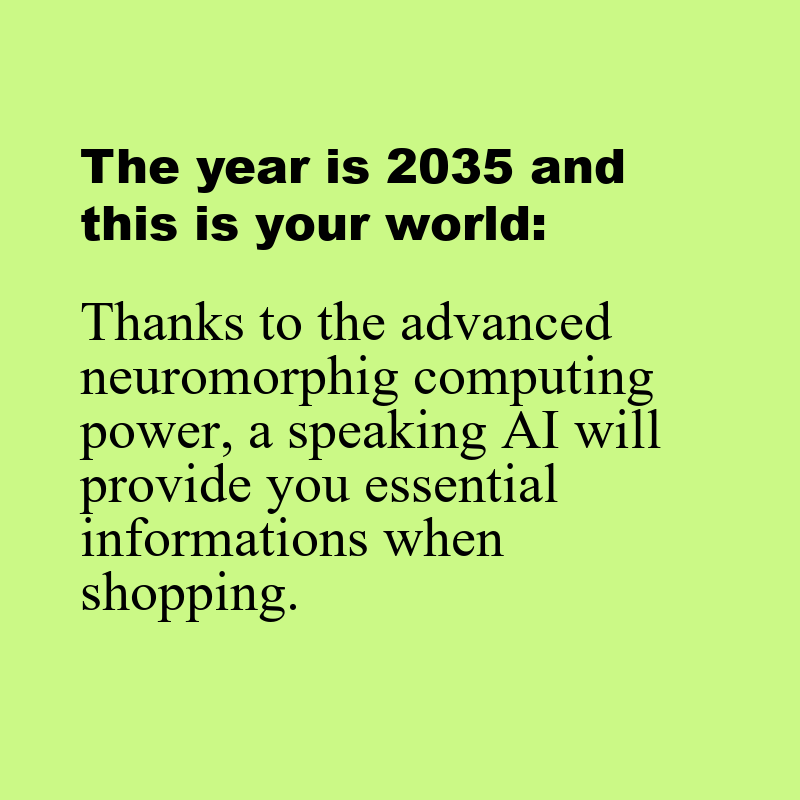 The year is 2035 and
this is your world:
Thanks to the advanced
neuromorphig computing
power, a speaking AI will
provide you essential
informations when
shopping.